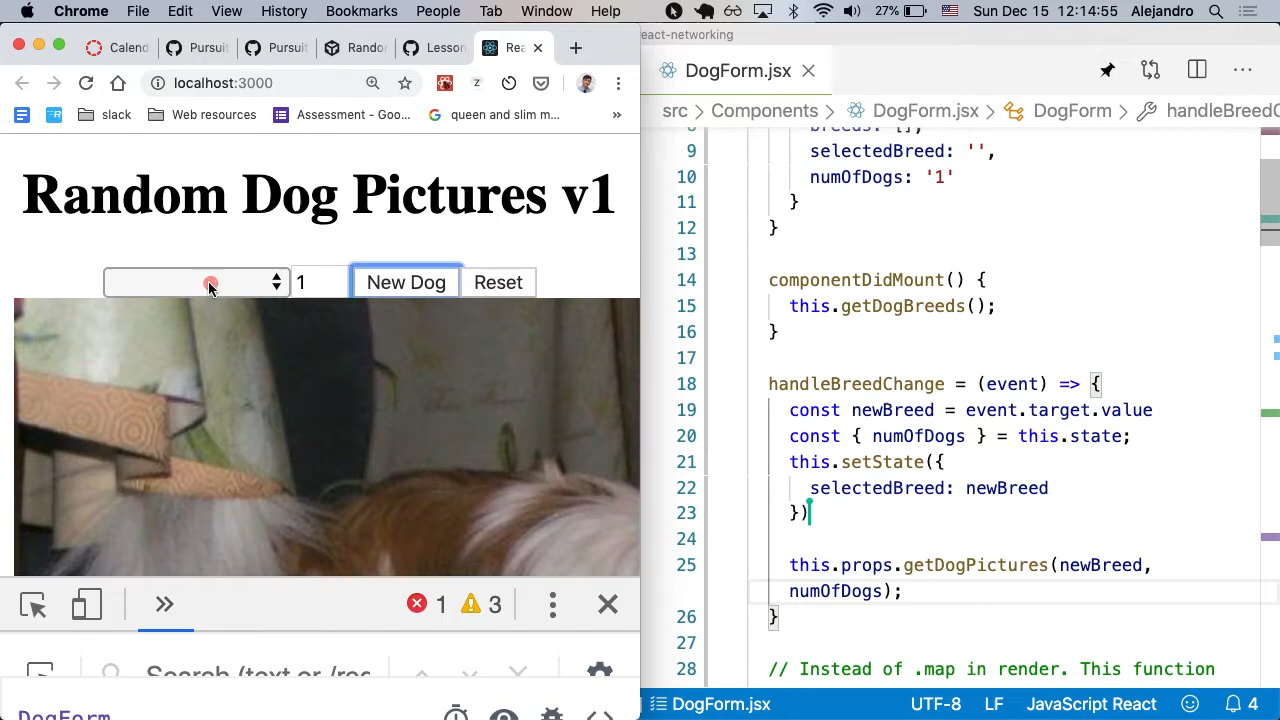 Chrome File Edit View History Bookmarks People Tab Window Help 27% Sun Dec 15 12:14:55 Alejandro
Calend Pursuit Pursuit Rando Lesson Rea
react-networking
DogForm.jsx
localhost:3000
slack Web resources Assessment - Goo... queen and slim m... »
src > Components > DogForm.jsx > DogForm > handleBreedC
Random Dog Pictures v1
1 New Dog Reset
breeds: [],
9 selectedBreed: '',
10 numOfDogs: '1'
11 }
12 }
13
14 componentDidMount() {
15 this.getDogBreeds();
16 }
17
18 handleBreedChange = (event) => {
19 const newBreed = event.target.value
20 const { numOfDogs } = this.state;
21 this.setState({
22 selectedBreed: newBreed
23 })
24
25 this.props.getDogPictures(newBreed,
numOfDogs);
26 }
27
28 // Instead of .map in render. This function
» 1 3
Search (text or /re
DogForm
DogForm.jsx UTF-8 LF JavaScript React 4